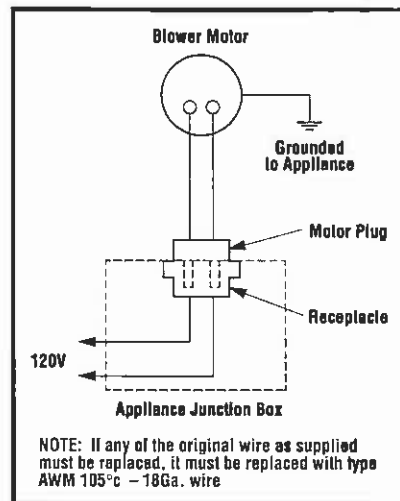 Blower Motor
Grounded
to Appliance
Motor Plug
Receptacle
120V
Appliance Junction Box
NOTE: If any of the original wire as supplied
must be replaced, it must be replaced with type
AWM 105°c – 18Ga. wire